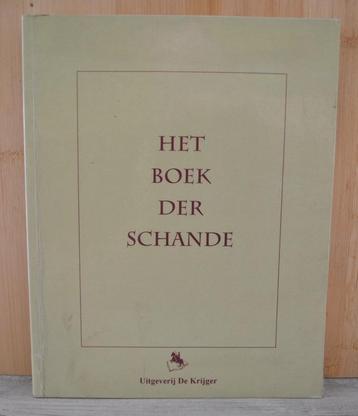 HET
BOEK
DER
SCHANDE
Uitgeverij De Krijger